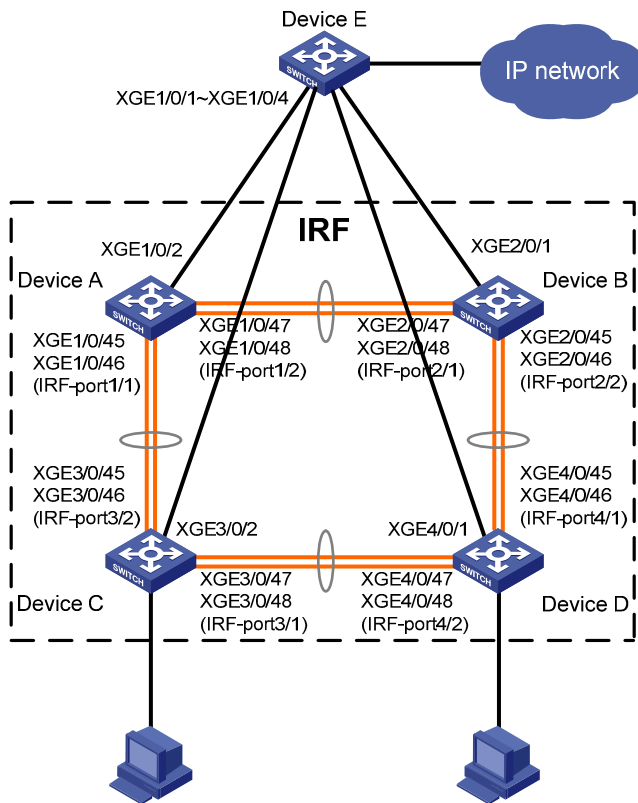 Device E
SWITCH
IP network
XGE1/0/1~XGE1/0/4
IRF
XGE1/0/2
XGE2/0/1
Device A
Device B
SWITCH
SWITCH
XGE1/0/47
XGE1/0/48
(IRF-port1/2)
XGE2/0/47
XGE2/0/48
(IRF-port2/1)
XGE1/0/45
XGE1/0/46
(IRF-port1/1)
XGE2/0/45
XGE2/0/46
(IRF-port2/2)
XGE3/0/45
XGE3/0/46
(IRF-port3/2)
XGE4/0/45
XGE4/0/46
(IRF-port4/1)
XGE3/0/2
XGE4/0/1
SWITCH
SWITCH
Device C
Device D
XGE3/0/47
XGE3/0/48
(IRF-port3/1)
XGE4/0/47
XGE4/0/48
(IRF-port4/2)